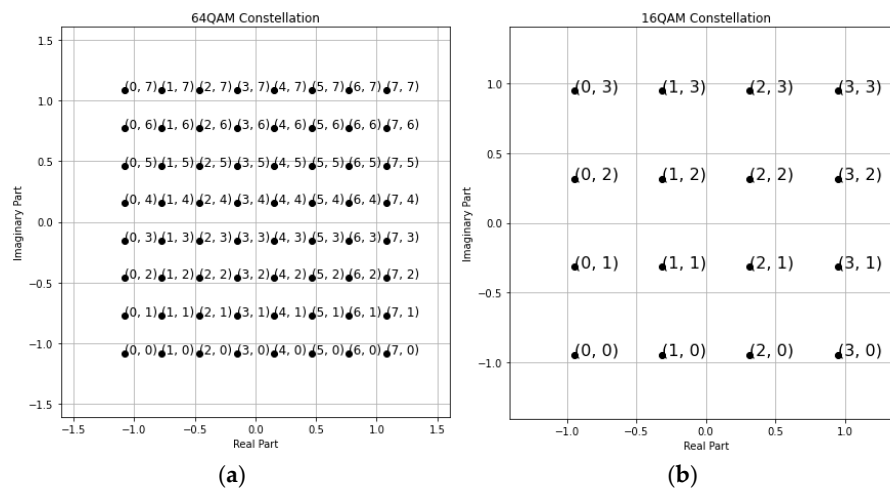 64QAM Constellation
1.5
1.0
0.5
0.0
−0.5
−1.0
−1.5
Imaginary Part
(0, 7) (1, 7) (2, 7) (3, 7) (4, 7) (5, 7) (6, 7) (7, 7)
(0, 6) (1, 6) (2, 6) (3, 6) (4, 6) (5, 6) (6, 6) (7, 6)
(0, 5) (1, 5) (2, 5) (3, 5) (4, 5) (5, 5) (6, 5) (7, 5)
(0, 4) (1, 4) (2, 4) (3, 4) (4, 4) (5, 4) (6, 4) (7, 4)
(0, 3) (1, 3) (2, 3) (3, 3) (4, 3) (5, 3) (6, 3) (7, 3)
(0, 2) (1, 2) (2, 2) (3, 2) (4, 2) (5, 2) (6, 2) (7, 2)
(0, 1) (1, 1) (2, 1) (3, 1) (4, 1) (5, 1) (6, 1) (7, 1)
(0, 0) (1, 0) (2, 0) (3, 0) (4, 0) (5, 0) (6, 0) (7, 0)
−1.5 −1.0 −0.5 0.0 0.5 1.0 1.5
Real Part
(a)
16QAM Constellation
1.0
0.5
0.0
−0.5
−1.0
Imaginary Part
(0, 3) (1, 3) (2, 3) (3, 3)
(0, 2) (1, 2) (2, 2) (3, 2)
(0, 1) (1, 1) (2, 1) (3, 1)
(0, 0) (1, 0) (2, 0) (3, 0)
−1.0 −0.5 0.0 0.5 1.0
Real Part
(b)